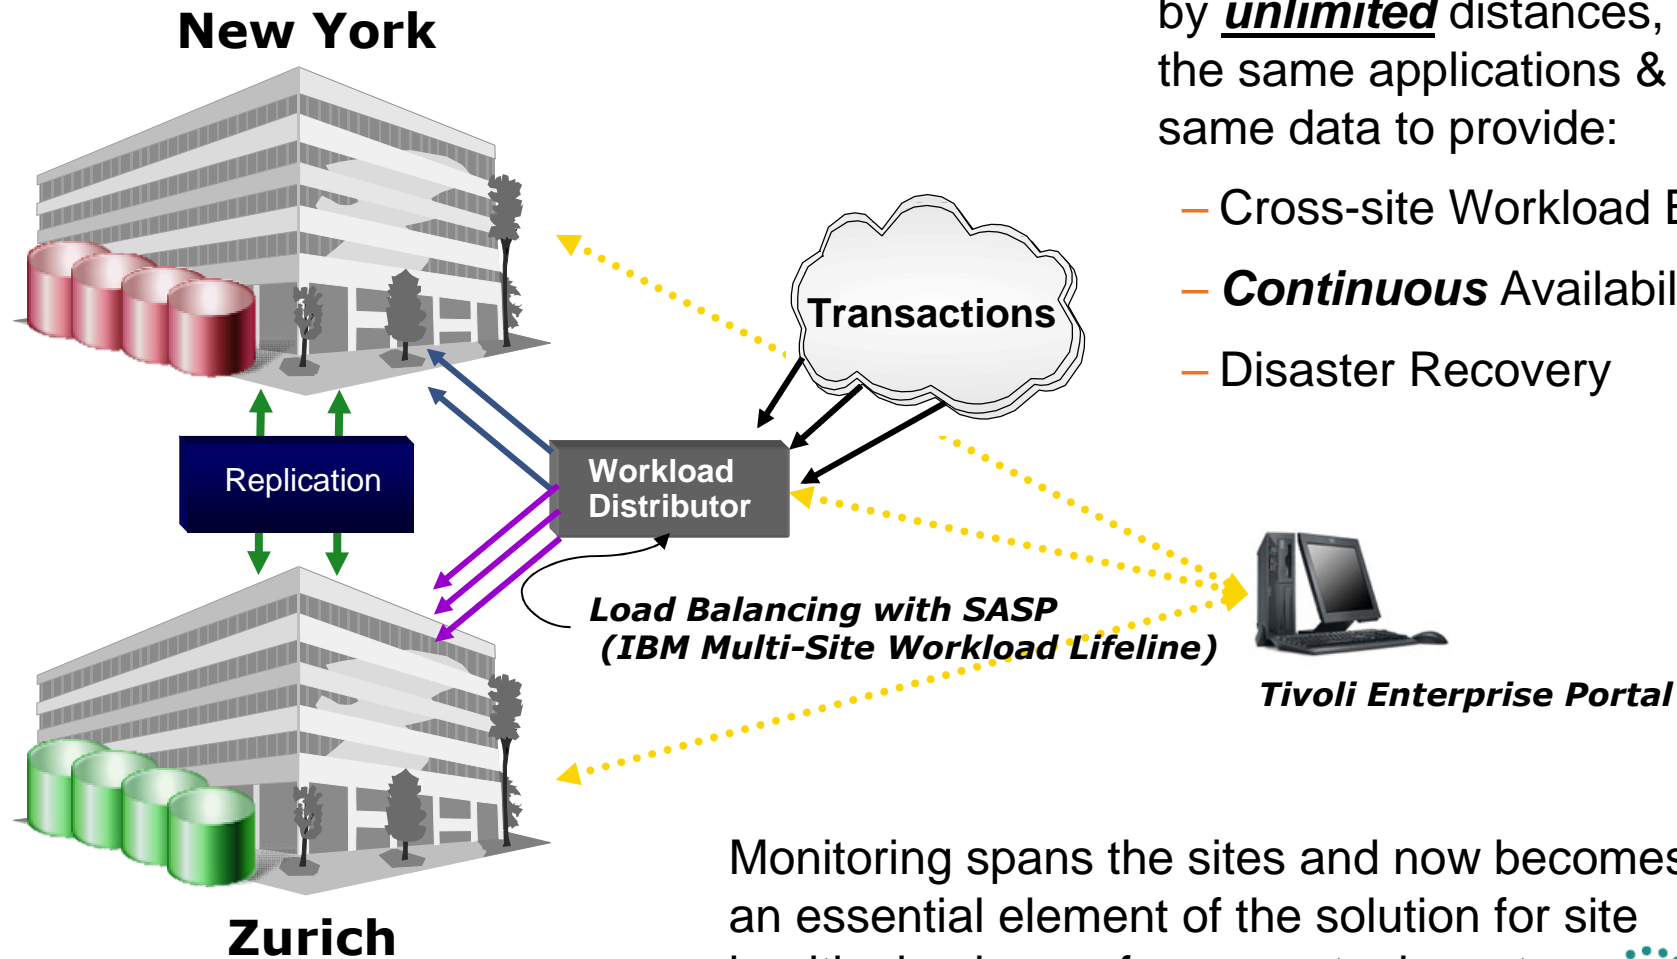 New York
by unlimited distances,
the same applications &
same data to provide:
– Cross-site Workload
– Continuous
– Disaster Recovery
Transactions
Replication
Workload
Distributor
Load Balancing with SASP
(IBM Multi-Site Workload Lifeline)
Tivoli Enterprise Portal
Zurich
Monitoring spans the sites and now becomes
an essential element of the solution for site